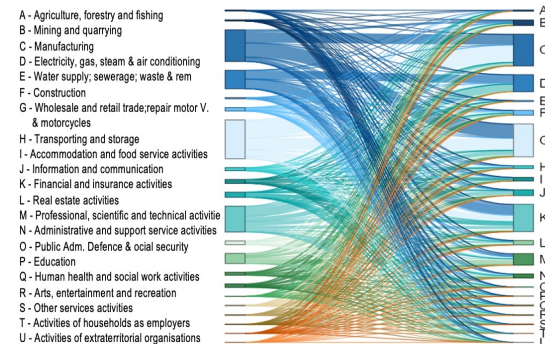 A - Agriculture, forestry and fishing
B - Mining and quarrying
C - Manufacturing
D - Electricity, gas, steam & air conditioning
E - Water supply; sewerage; waste & rem
F - Construction
G - Wholesale and retail trade;repair motor V.
& motorcycles
H - Transporting and storage
I - Accommodation and food service activities
J - Information and communication
K - Financial and insurance activities
L - Real estate activities
M - Professional, scientific and technical activitie
N - Administrative and support service activities
O - Public Adm. Defence & ocial security
P - Education
Q - Human health and social work activities
R - Arts, entertainment and recreation
S - Other services activities
T - Activities of households as employers
U - Activities of extraterritorial organisations
K
L